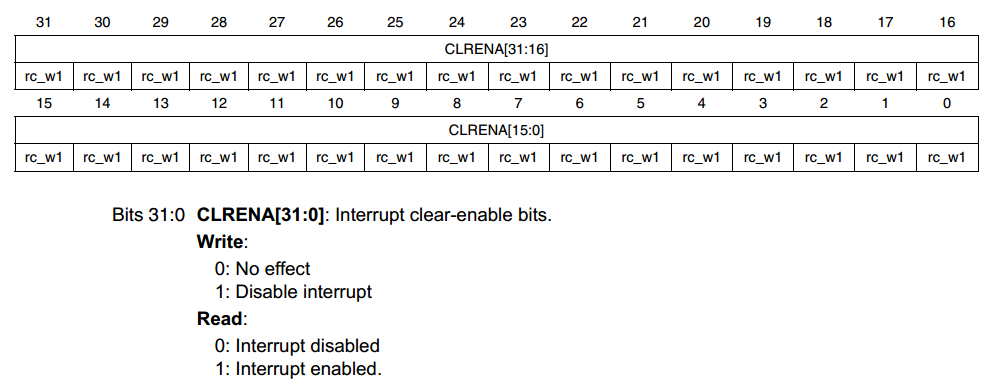 31 30 29 28 27 26 25 24 23 22 21 20 19 18 17 16
CLRENA[31:16]
rc_w1 rc_w1 rc_w1 rc_w1 rc_w1 rc_w1 rc_w1 rc_w1 rc_w1 rc_w1 rc_w1 rc_w1 rc_w1 rc_w1 rc_w1 rc_w1
15 14 13 12 11 10 9 8 7 6 5 4 3 2 1 0
CLRENA[15:0]
rc_w1 rc_w1 rc_w1 rc_w1 rc_w1 rc_w1 rc_w1 rc_w1 rc_w1 rc_w1 rc_w1 rc_w1 rc_w1 rc_w1 rc_w1 rc_w1
Bits 31:0 CLRENA[31:0]: Interrupt clear-enable bits.
Write:
0: No effect
1: Disable interrupt
Read:
0: Interrupt disabled
1: Interrupt enabled.